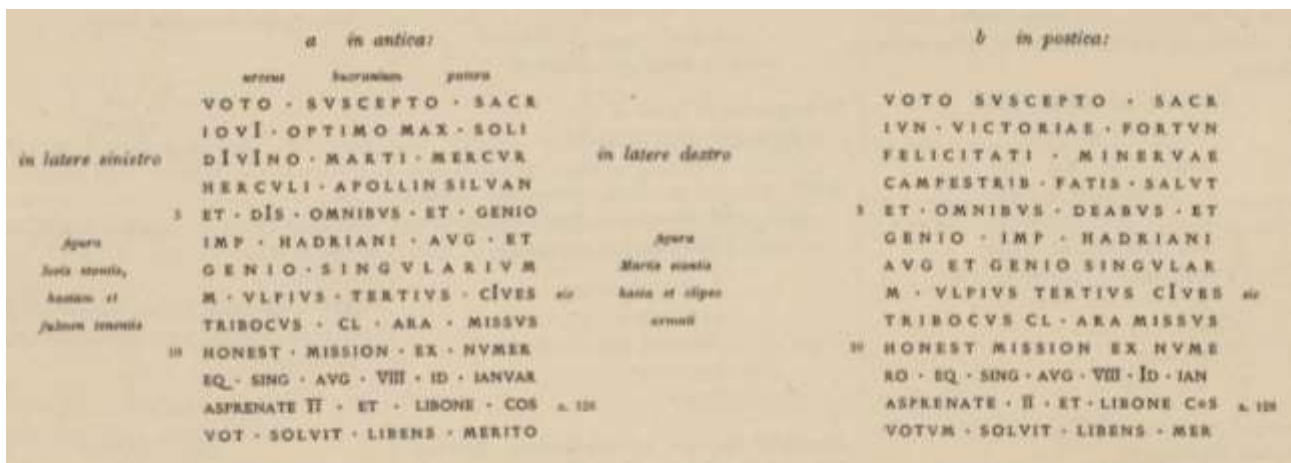 a in antica:
urceus bucranium patera
VOTO · SVSCEPTO · SACR
IOVI · OPTIMO MAX · SOLI
DIVINO · MARTI · MERCVR
HERCVLI · APOLLIN SILVAN
5 ET · DIS · OMNIBVS · ET · GENIO
IMP · HADRIANI · AVG · ET
GENIO · SINGVLARIVM
M · VLPIVS · TERTIVS · CIVES sic
TRIBOCVS · CL · ARA · MISSVS
10 HONEST · MISSION · EX · NVMER
EQ · SING · AVG · VIII · ID · IANVAR
ASPRENATE II · ET · LIBONE · COS a. 128
VOT · SOLVIT · LIBENS · MERITO
in latere sinistro
figura
Iovis stantis,
hastam et
fulmen tenentis
in latere dextro
figura
Martis stantis
hasta et clipeo
armati
b in postica:
VOTO SVSCEPTO · SACR
IVN · VICTORIAE · FORTVN
FELICITATI · MINERVAE
CAMPESTRIB · FATIS · SALVT
5 ET · OMNIBVS · DEABVS · ET
GENIO · IMP · HADRIANI
AVG ET GENIO SINGVLAR
M · VLPIVS TERTIVS CIVES sic
TRIBOCVS CL · ARA MISSVS
10 HONEST MISSION EX NVME
RO · EQ · SING · AVG · VIII · ID · IAN
ASPRENATE · II · ET · LIBONE COS a. 128
VOTVM · SOLVIT · LIBENS · MER